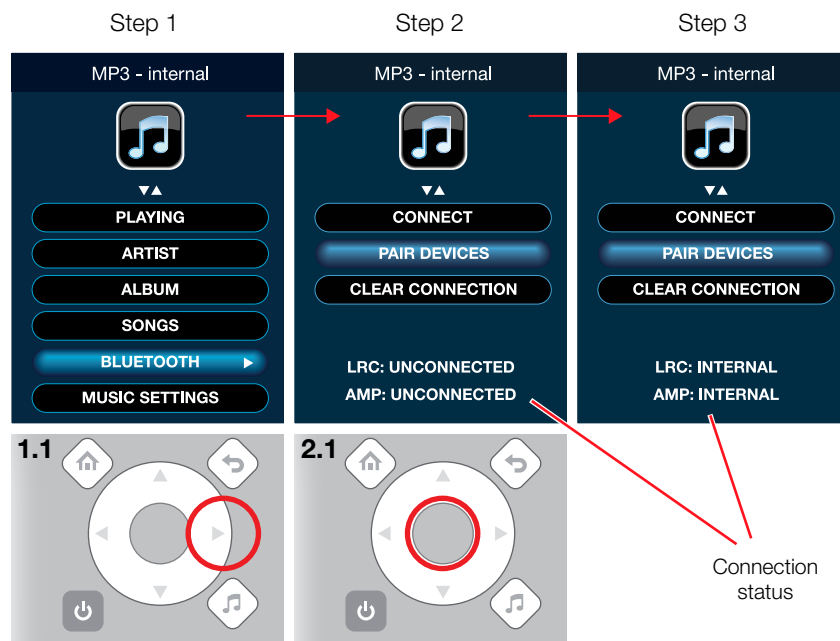 Step 1
Step 2
Step 3
MP3 - internal
MP3 - internal
MP3 - internal
PLAYING
ARTIST
ALBUM
SONGS
BLUETOOTH
MUSIC SETTINGS
CONNECT
PAIR DEVICES
CLEAR CONNECTION
LRC: UNCONNECTED
AMP: UNCONNECTED
CONNECT
PAIR DEVICES
CLEAR CONNECTION
LRC: INTERNAL
AMP: INTERNAL
1.1
2.1
Connection
status